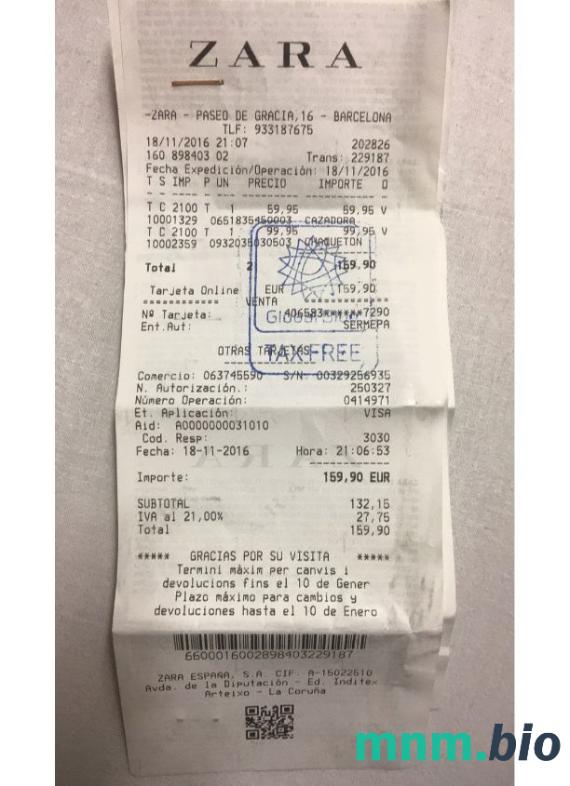 ZARA
-ZARA - PASEO DE GRACIA,16 - BARCELONA
TLF: 933187675
18/11/2016 21:07 202826
160 898403 02 Trans: 229187
Fecha Expedición/Operación: 18/11/2016
T S IMP P UN PRECIO IMPORTE D
T C 2100 T 1 59,95 59,95 V
10001329 0651835450003 CAZADORA
T C 2100 T 1 99,95 99,95 V
10002359 0932035030503 CHAQUETON
Total 2 159,90
Tarjeta Online EUR 159,90
VENTA
Nº Tarjeta: 406583******7290
Ent.Aut: SERMEPA
Global Blue
TAX FREE
OTRAS TARJETAS
Comercio: 063745590 S/N 00329256935
N. Autorización.: 250327
Número Operación: 0414971
Et. Aplicación: VISA
Aid: A0000000031010
Cod. Resp: 3030
Fecha: 18-11-2016 Hora: 21:06:53
Importe: 159,90 EUR
SUBTOTAL 132,15
IVA al 21,00% 27,75
Total 159,90
***** GRACIAS POR SU VISITA *****
Termini màxim per canvis i
devolucions fins el 10 de Gener
Plazo máximo para cambios y
devoluciones hasta el 10 de Enero
6600016002898403229187
ZARA ESPAÑA, S.A. CIF. A-15022510
Avda. de la Diputación - Ed. Inditex
Arteixo - La Coruña
mnm.bio